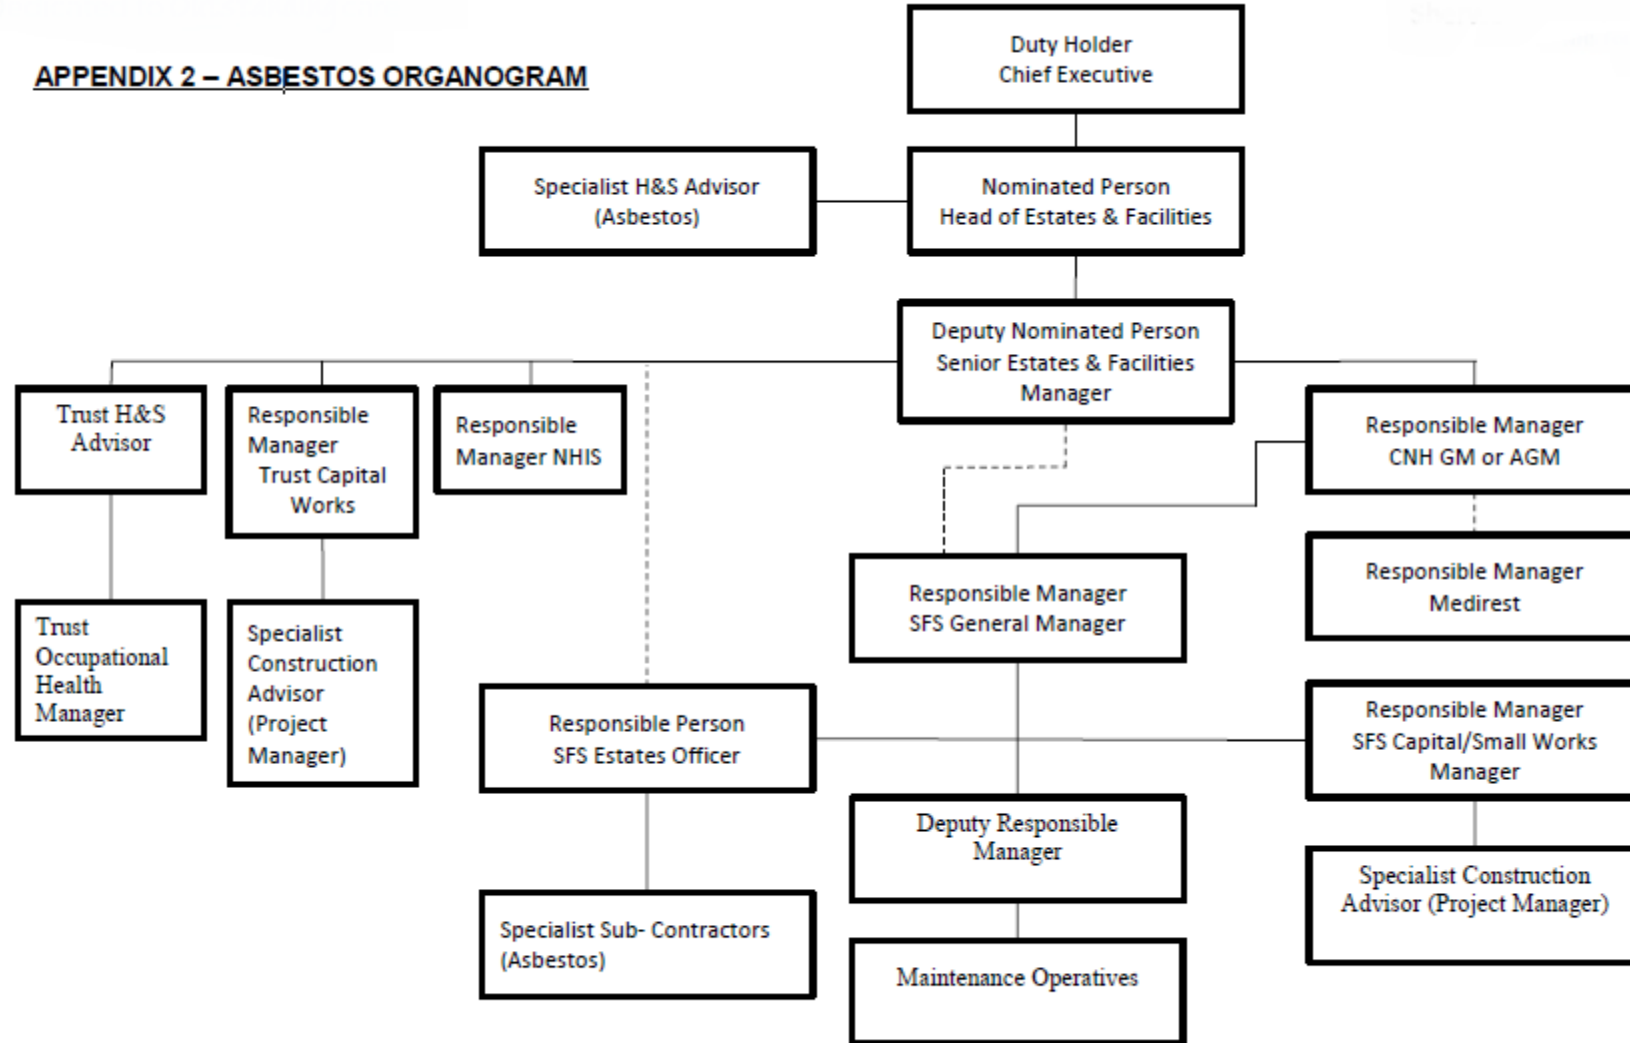 APPENDIX 2 – ASBESTOS ORGANOGRAM
Duty Holder
Chief Executive
Specialist H&S Advisor
(Asbestos)
Nominated Person
Head of Estates & Facilities
Deputy Nominated Person
Senior Estates & Facilities
Manager
Trust H&S
Advisor
Responsible
Manager
Trust Capital
Works
Responsible
Manager NHIS
Responsible Manager
CNH GM or AGM
Responsible Manager
SFS General Manager
Responsible Manager
Medirest
Trust
Occupational
Health
Manager
Specialist
Construction
Advisor
(Project
Manager)
Responsible Person
SFS Estates Officer
Responsible Manager
SFS Capital/Small Works
Manager
Deputy Responsible
Manager
Specialist Construction
Advisor (Project Manager)
Specialist Sub- Contractors
(Asbestos)
Maintenance Operatives